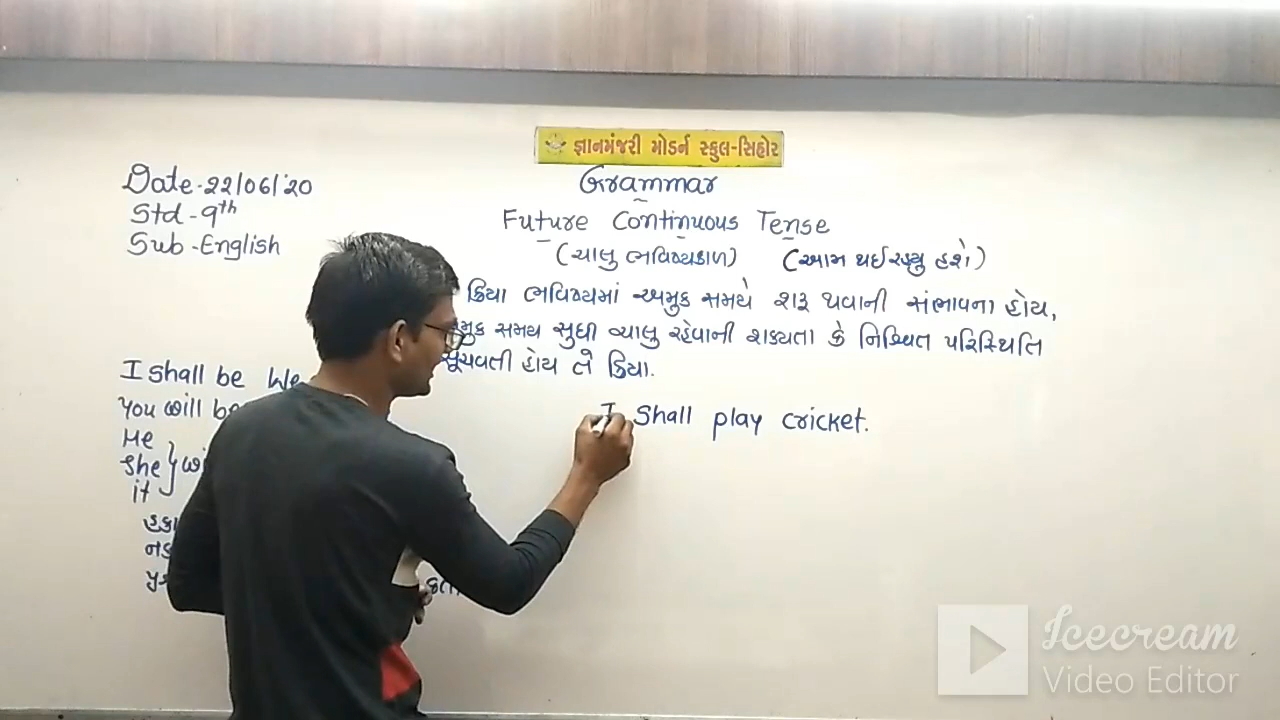 જ્ઞાનમંજરી મોડર્ન સ્કુલ-સિહોર
Date-22/06/'20
Std-9th
Sub-English
Grammar
Future Continuous Tense
(ચાલુ ભવિષ્યકાળ) (આમ થઈ રહ્યુ હશે)
ક્રિયા ભવિષ્યમાં અમુક સમયે શરૂ થવાની સંભાવના હોય,
સમય સુધી ચાલુ રહેવાની શક્યતા કે નિશ્ચિત પરિસ્થિતિ
સૂચવતી હોય તે ક્રિયા.
I shall be We
You will be
He
She
it
I shall play cricket.
Icecream
Video Editor